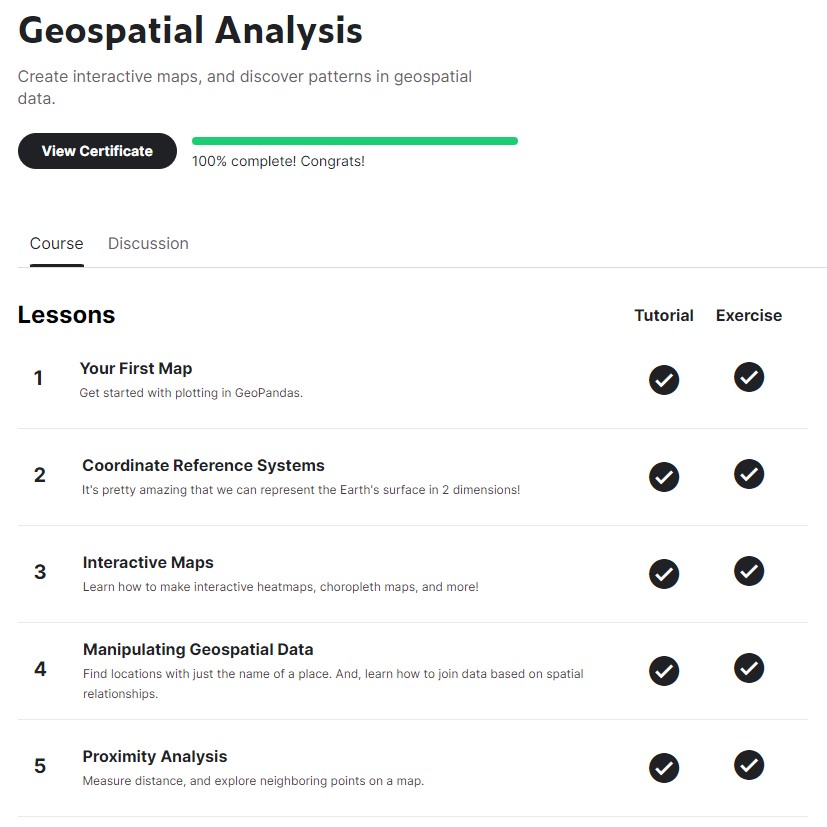 Geospatial Analysis
Create interactive maps, and discover patterns in geospatial
data.
View Certificate
100% complete! Congrats!
Course Discussion
Lessons Tutorial Exercise
1 Your First Map
Get started with plotting in GeoPandas.
2 Coordinate Reference Systems
It's pretty amazing that we can represent the Earth's surface in 2 dimensions!
3 Interactive Maps
Learn how to make interactive heatmaps, choropleth maps, and more!
4 Manipulating Geospatial Data
Find locations with just the name of a place. And, learn how to join data based on spatial
relationships.
5 Proximity Analysis
Measure distance, and explore neighboring points on a map.